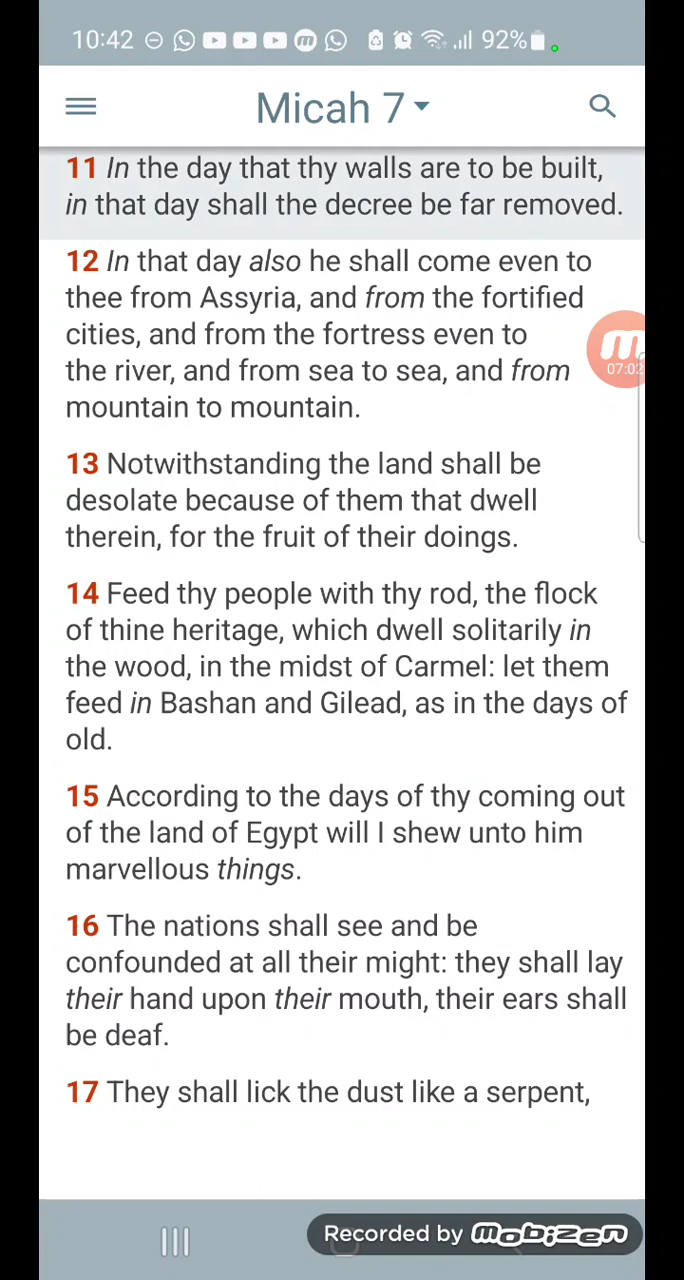 10:42 92%
Micah 7
11 In the day that thy walls are to be built,
in that day shall the decree be far removed.
12 In that day also he shall come even to
thee from Assyria, and from the fortified
cities, and from the fortress even to
the river, and from sea to sea, and from
mountain to mountain.
07:02
13 Notwithstanding the land shall be
desolate because of them that dwell
therein, for the fruit of their doings.
14 Feed thy people with thy rod, the flock
of thine heritage, which dwell solitarily in
the wood, in the midst of Carmel: let them
feed in Bashan and Gilead, as in the days of
old.
15 According to the days of thy coming out
of the land of Egypt will I shew unto him
marvellous things.
16 The nations shall see and be
confounded at all their might: they shall lay
their hand upon their mouth, their ears shall
be deaf.
17 They shall lick the dust like a serpent,
Recorded by mobizen